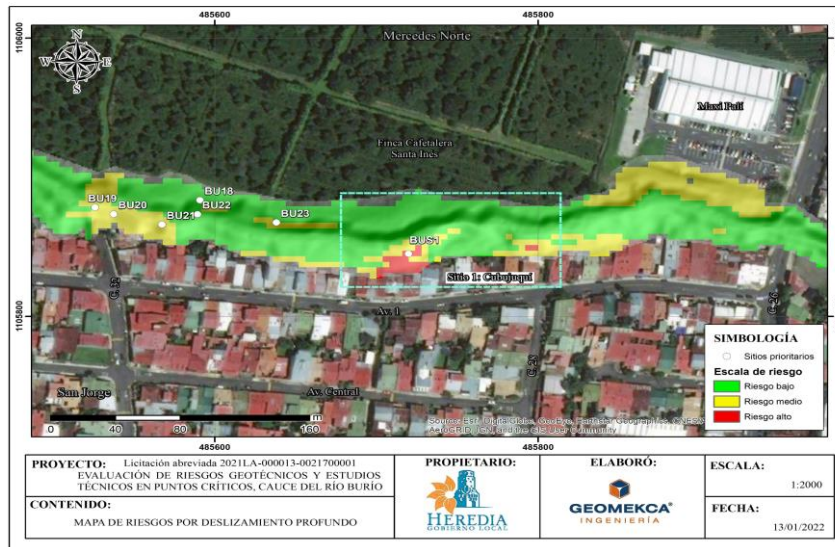 485600
485800
1106000
Mercedes Norte
N
W
E
S
Maxi Palí
Finca Cafetalera
Santa Inés
BU18
BU19
BU20
BU22
BU21
BU23
BUS1
Sitio 1: Cubujuquí
Av. 1
1105800
San Jorge
Av. Central
0 40 80 160
m
SIMBOLOGÍA
Sitios prioritarios
Escala de riesgo
Riesgo bajo
Riesgo medio
Riesgo alto
485600
485800
PROYECTO: Licitación abreviada 2021LA-000013-0021700001
EVALUACIÓN DE RIESGOS GEOTÉCNICOS Y ESTUDIOS
TÉCNICOS EN PUNTOS CRÍTICOS, CAUCE DEL RÍO BURÍO
CONTENIDO:
MAPA DE RIESGOS POR DESLIZAMIENTO PROFUNDO
PROPIETARIO:
HEREDIA
GOBIERNO LOCAL
ELABORÓ:
GEOMEKCA
INGENIERÍA
ESCALA:
1:2000
FECHA:
13/01/2022